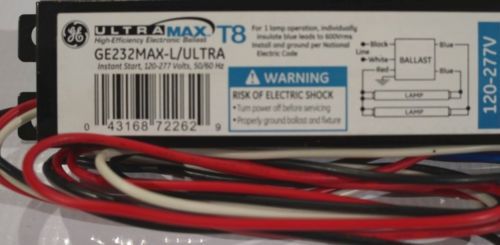 GE ULTRAMAX T8
High-Efficiency Electronic Ballast
GE232MAX-L/ULTRA
Instant Start, 120-277 Volts, 50/60 Hz
0 43168 72262 9
For 1 lamp operation, individually
insulate blue leads to 600Vrms.
Install and ground per National
Electric Code
WARNING
RISK OF ELECTRIC SHOCK
• Turn power off before servicing
• Properly ground ballast and fixture
Line
Black
White
Red
BALLAST
Blue
Blue
LAMP
LAMP
120-277V